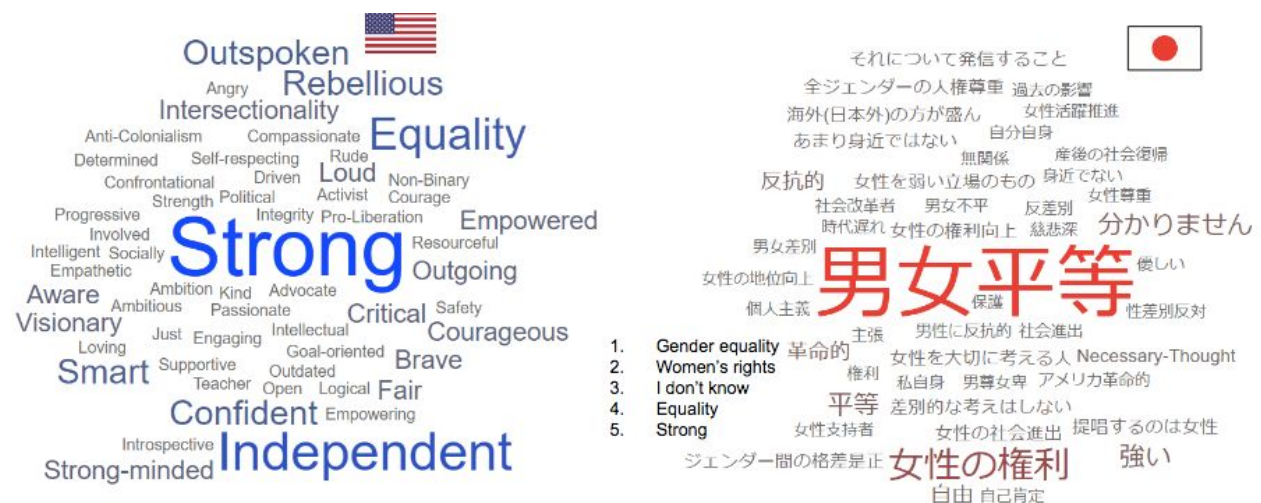 Outspoken
Rebellious
Angry
Intersectionality
Anti-Colonialism
Compassionate
Equality
Determined
Self-respecting
Rude
Loud
Confrontational
Driven
Non-Binary
Strength
Political
Activist
Courage
Progressive
Integrity
Pro-Liberation
Empowered
Involved
Strong
Resourceful
Intelligent
Socially
Outgoing
Empathetic
Aware
Ambition
Kind
Advocate
Ambitious
Passionate
Critical
Safety
Visionary
Just
Engaging
Intellectual
Courageous
Loving
Goal-oriented
Brave
Smart
Supportive
Outdated
Teacher
Open
Logical
Fair
Confident
Empowering
Introspective
Independent
Strong-minded
1. Gender equality
2. Women's rights
3. I don't know
4. Equality
5. Strong
それについて発信すること
全ジェンダーの人権尊重
過去の影響
海外(日本外)の方が盛ん
女性活躍推進
あまり身近ではない
自分自身
無関係
産後の社会復帰
反抗的
女性を弱い立場のもの
身近でない
女性尊重
社会改革者
男女不平
反差別
分かりません
時代遅れ
女性の権利向上
慈悲深
男女差別
男女平等
優しい
女性の地位向上
個人主義
保護
性差別反対
主張
男性に反抗的
社会進出
革命的
女性を大切に考える人
Necessary-Thought
権利
私自身
男尊女卑
アメリカ革命的
平等
差別的な考えはしない
女性支持者
女性の社会進出
提唱するのは女性
ジェンダー間の格差是正
女性の権利
強い
自由
自己肯定